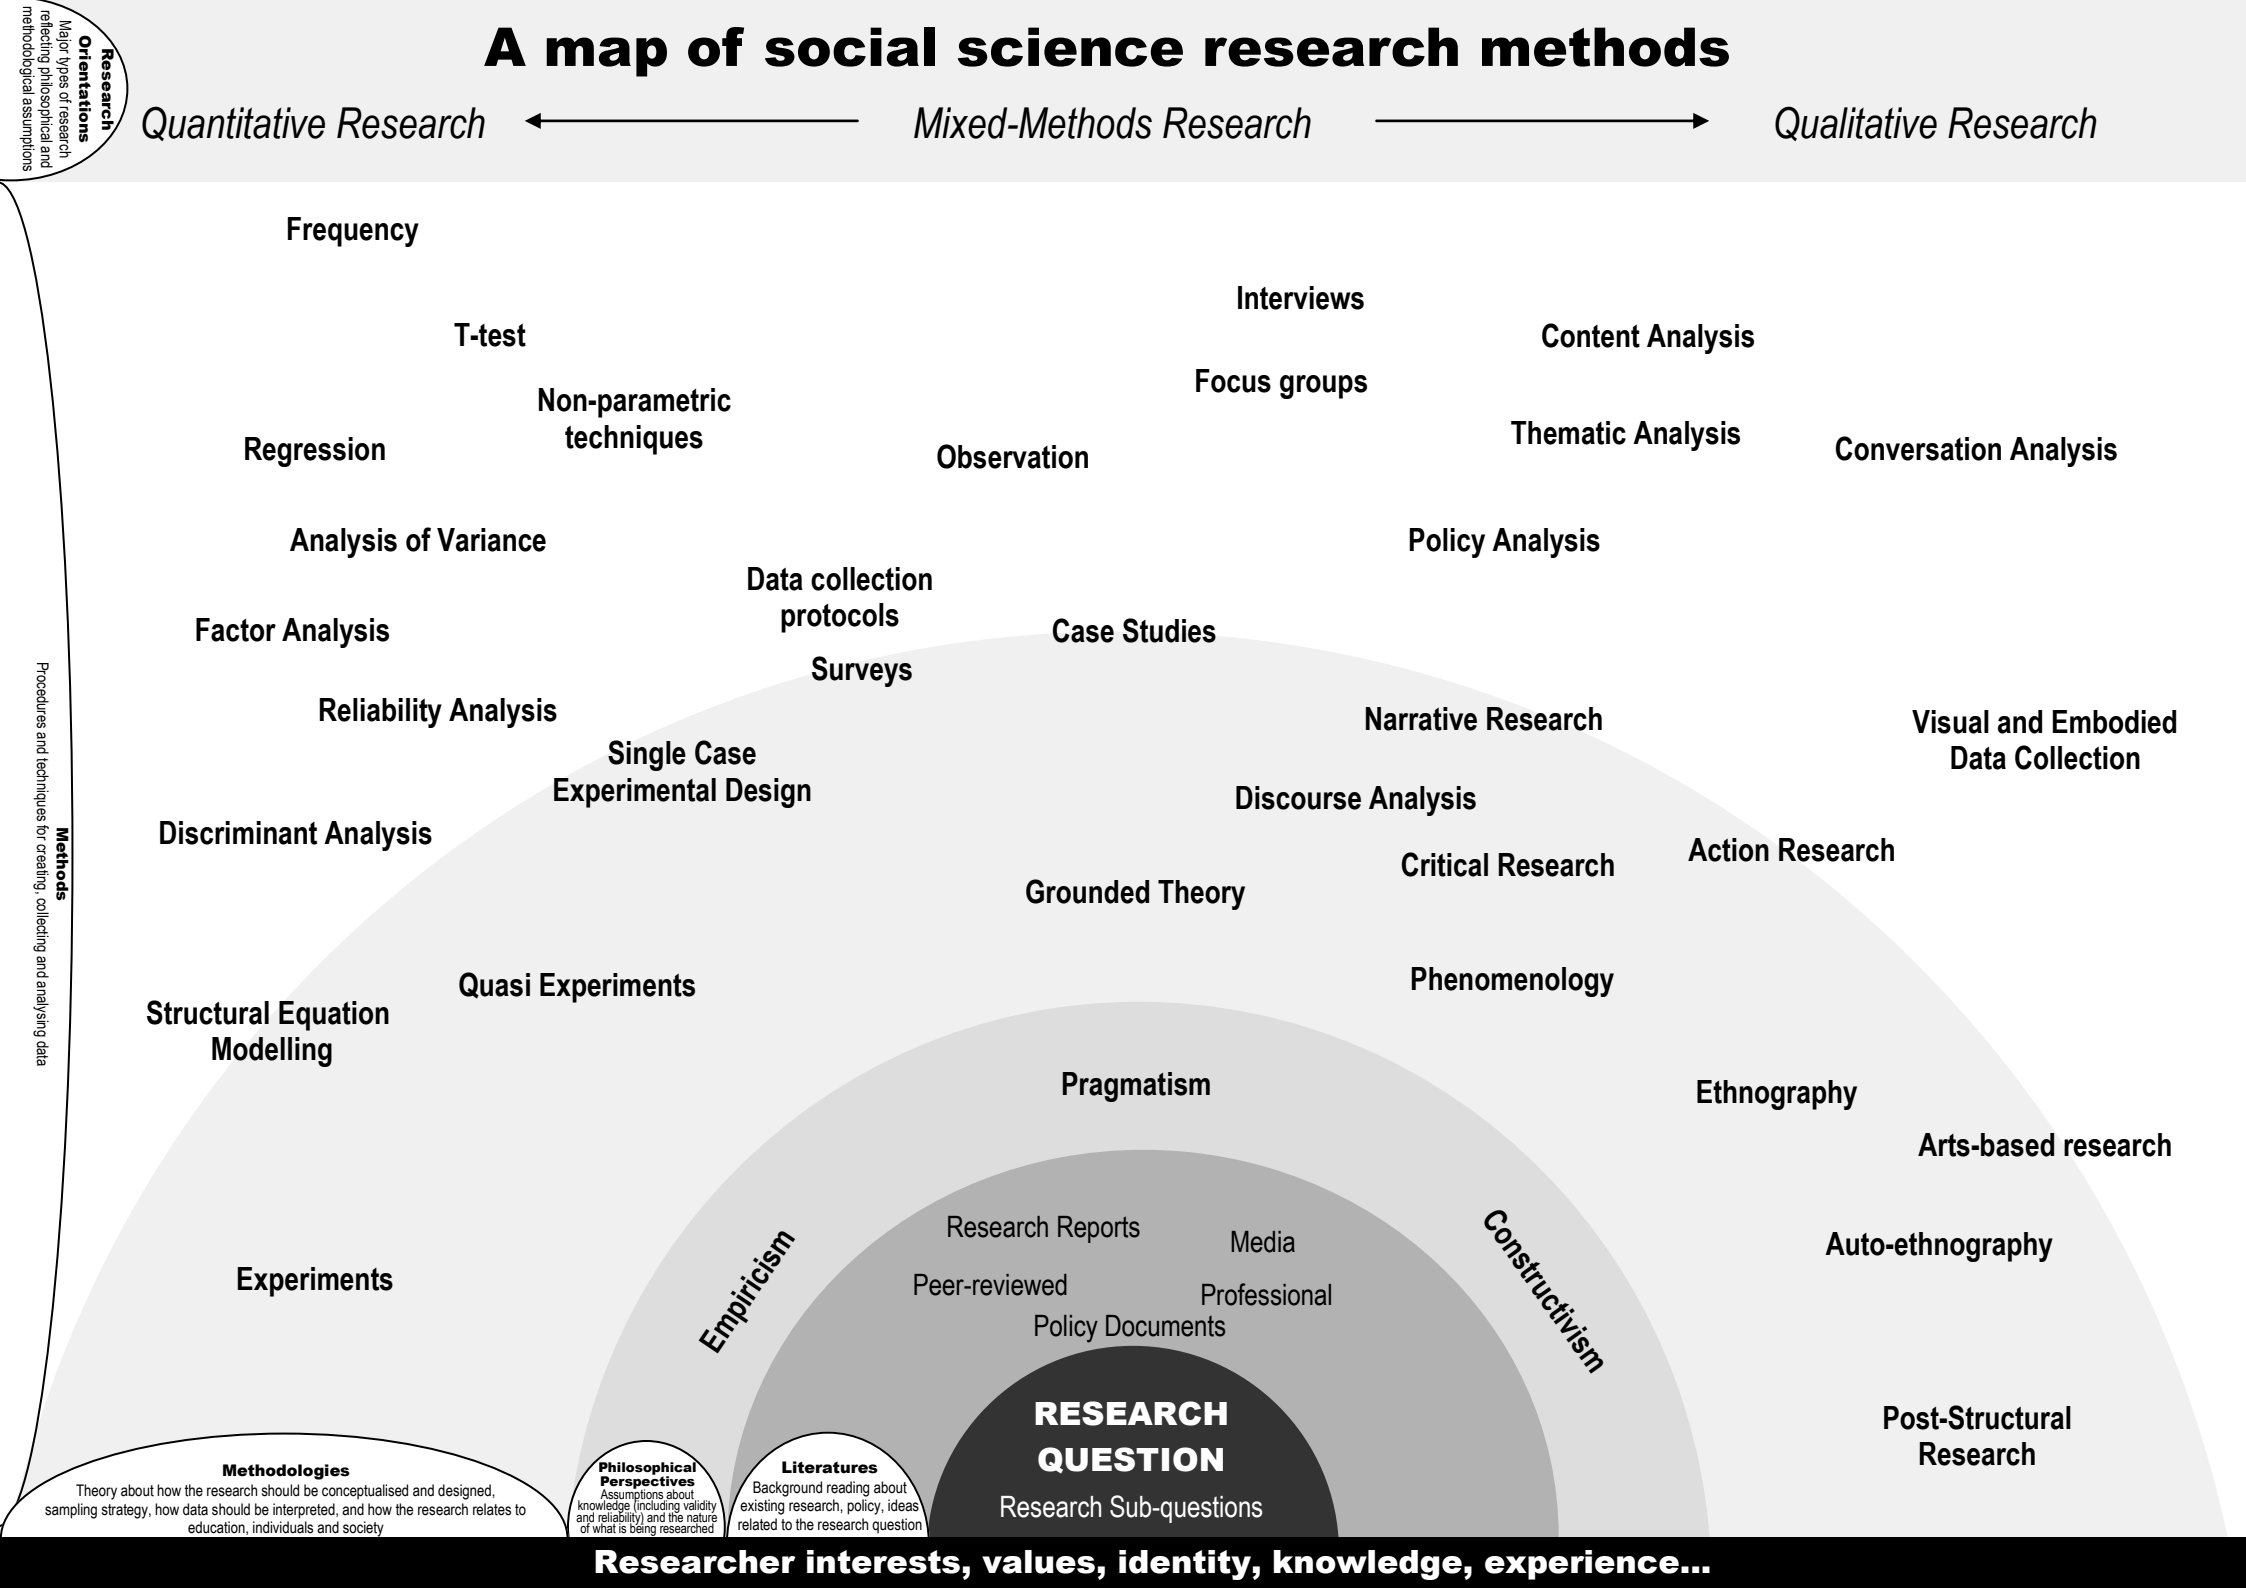 A map of social science research methods
Research
Orientations
Major types of research
reflecting philosophical and
methodological assumptions
Quantitative Research
Mixed-Methods Research
Qualitative Research
Frequency
Interviews
T-test
Content Analysis
Focus groups
Non-parametric
techniques
Thematic Analysis
Regression
Observation
Conversation Analysis
Analysis of Variance
Policy Analysis
Data collection
protocols
Factor Analysis
Case Studies
Surveys
Reliability Analysis
Narrative Research
Visual and Embodied
Data Collection
Single Case
Experimental Design
Discourse Analysis
Discriminant Analysis
Action Research
Critical Research
Grounded Theory
Methods
Procedures and techniques for creating, collecting and analysing data
Quasi Experiments
Phenomenology
Structural Equation
Modelling
Pragmatism
Ethnography
Arts-based research
Research Reports
Media
Auto-ethnography
Empiricism
Constructivism
Experiments
Peer-reviewed
Professional
Policy Documents
RESEARCH
QUESTION
Research Sub-questions
Post-Structural
Research
Methodologies
Theory about how the research should be conceptualised and designed,
sampling strategy, how data should be interpreted, and how the research relates to
education, individuals and society
Philosophical
Perspectives
Assumptions about
knowledge (including validity
and reliability) and the nature
of what is being researched
Literatures
Background reading about
existing research, policy, ideas
related to the research question
Researcher interests, values, identity, knowledge, experience...